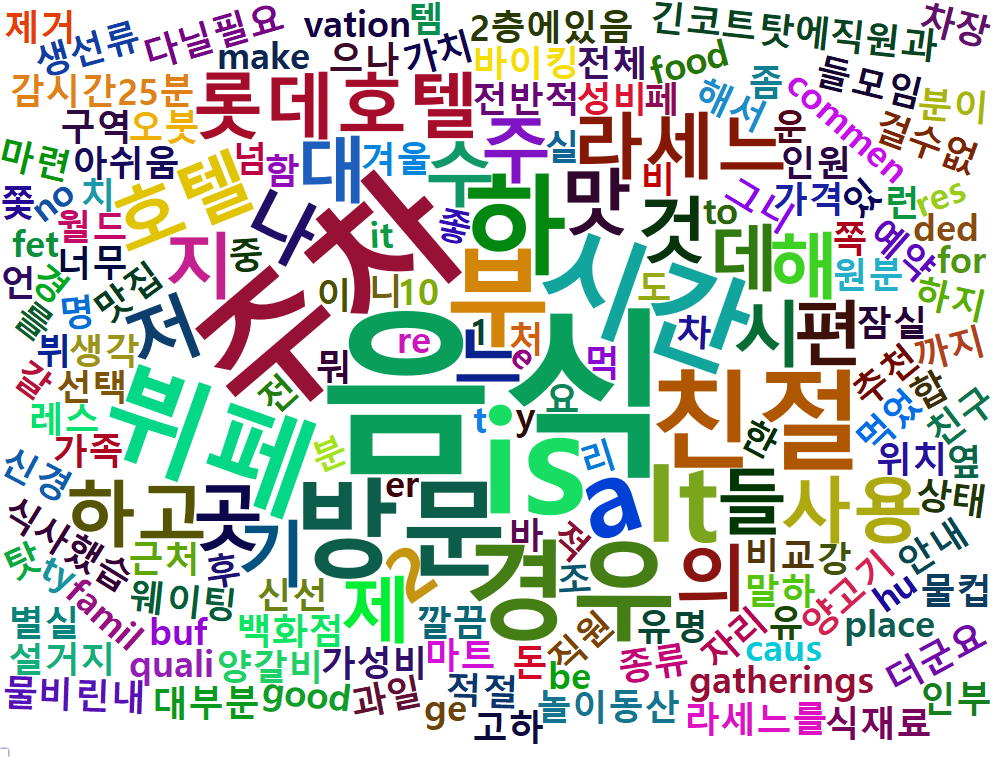 제거
생선류
다닐필요
vation
템
2층에있음
긴코트탓에직원과
차장
make
으나
가치
바이킹
전체
food
좀
들모임
감시간25분
롯데호텔
전반적
성비
페
해서
commen
분이
걸수없
구역
오붓
넘
함
대
겨울
수
주
실
라세느
운
인원
마련
아쉬움
호텔
나
주차
하
맛
것
비
그니
가격
있
런
res
쫓
no
치
월드
지
중
it
좋
부
시간
to
데
해
쪽
예약
ded
fet
너무
언
경
를
명
맛집
저
이
니
10
도
원분
for
하지
뷔
생각
갈
선택
전
뭐
re
1
느
처
e
먹
차
시
편
잠실
까지
추천
음식
뷔페
레스
가족
분
t
y
요
리
친절
한
먹었
합
친구
신경
하고
곳
기
방문
er
is
a
It
들
사용
위치
옆
상태
식사했습
탓
ty
근처
후
2
바
적
조
경우
의
비교
강
안내
famil
웨이팅
신선
제
깔끔
직원
유명
말하
유
양고기
hu
물컵
별실
buf
백화점
자리
place
설거지
quali
양갈비
가성비
마트
돈
be
종류
caus
더군요
물비린내
대부분
good
과일
ge
적절
고하
놀이동산
gatherings
라세느를
식재료
인부